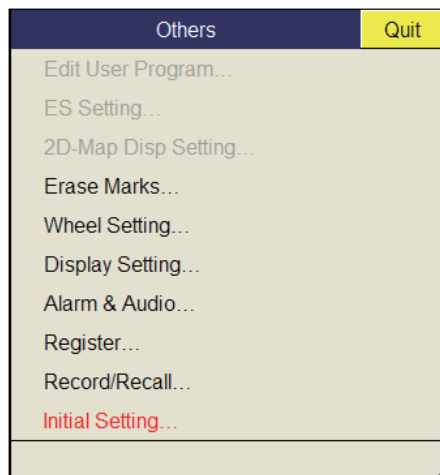 Others Quit
Edit User Program...
ES Setting...
2D-Map Disp Setting...
Erase Marks...
Wheel Setting...
Display Setting...
Alarm & Audio...
Register...
Record/Recall...
Initial Setting...